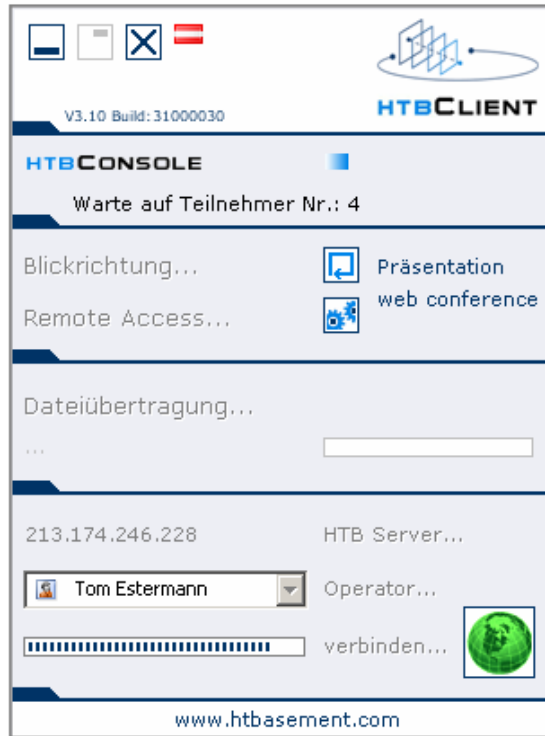 V3.10 Build: 31000030
HTBCLIENT
HTBCONSOLE
Warte auf Teilnehmer Nr.: 4
Blickrichtung...
Präsentation
web conference
Remote Access...
Dateiübertragung...
...
213.174.246.228 HTB Server...
Tom Estermann Operator...
verbinden...
www.htbasement.com